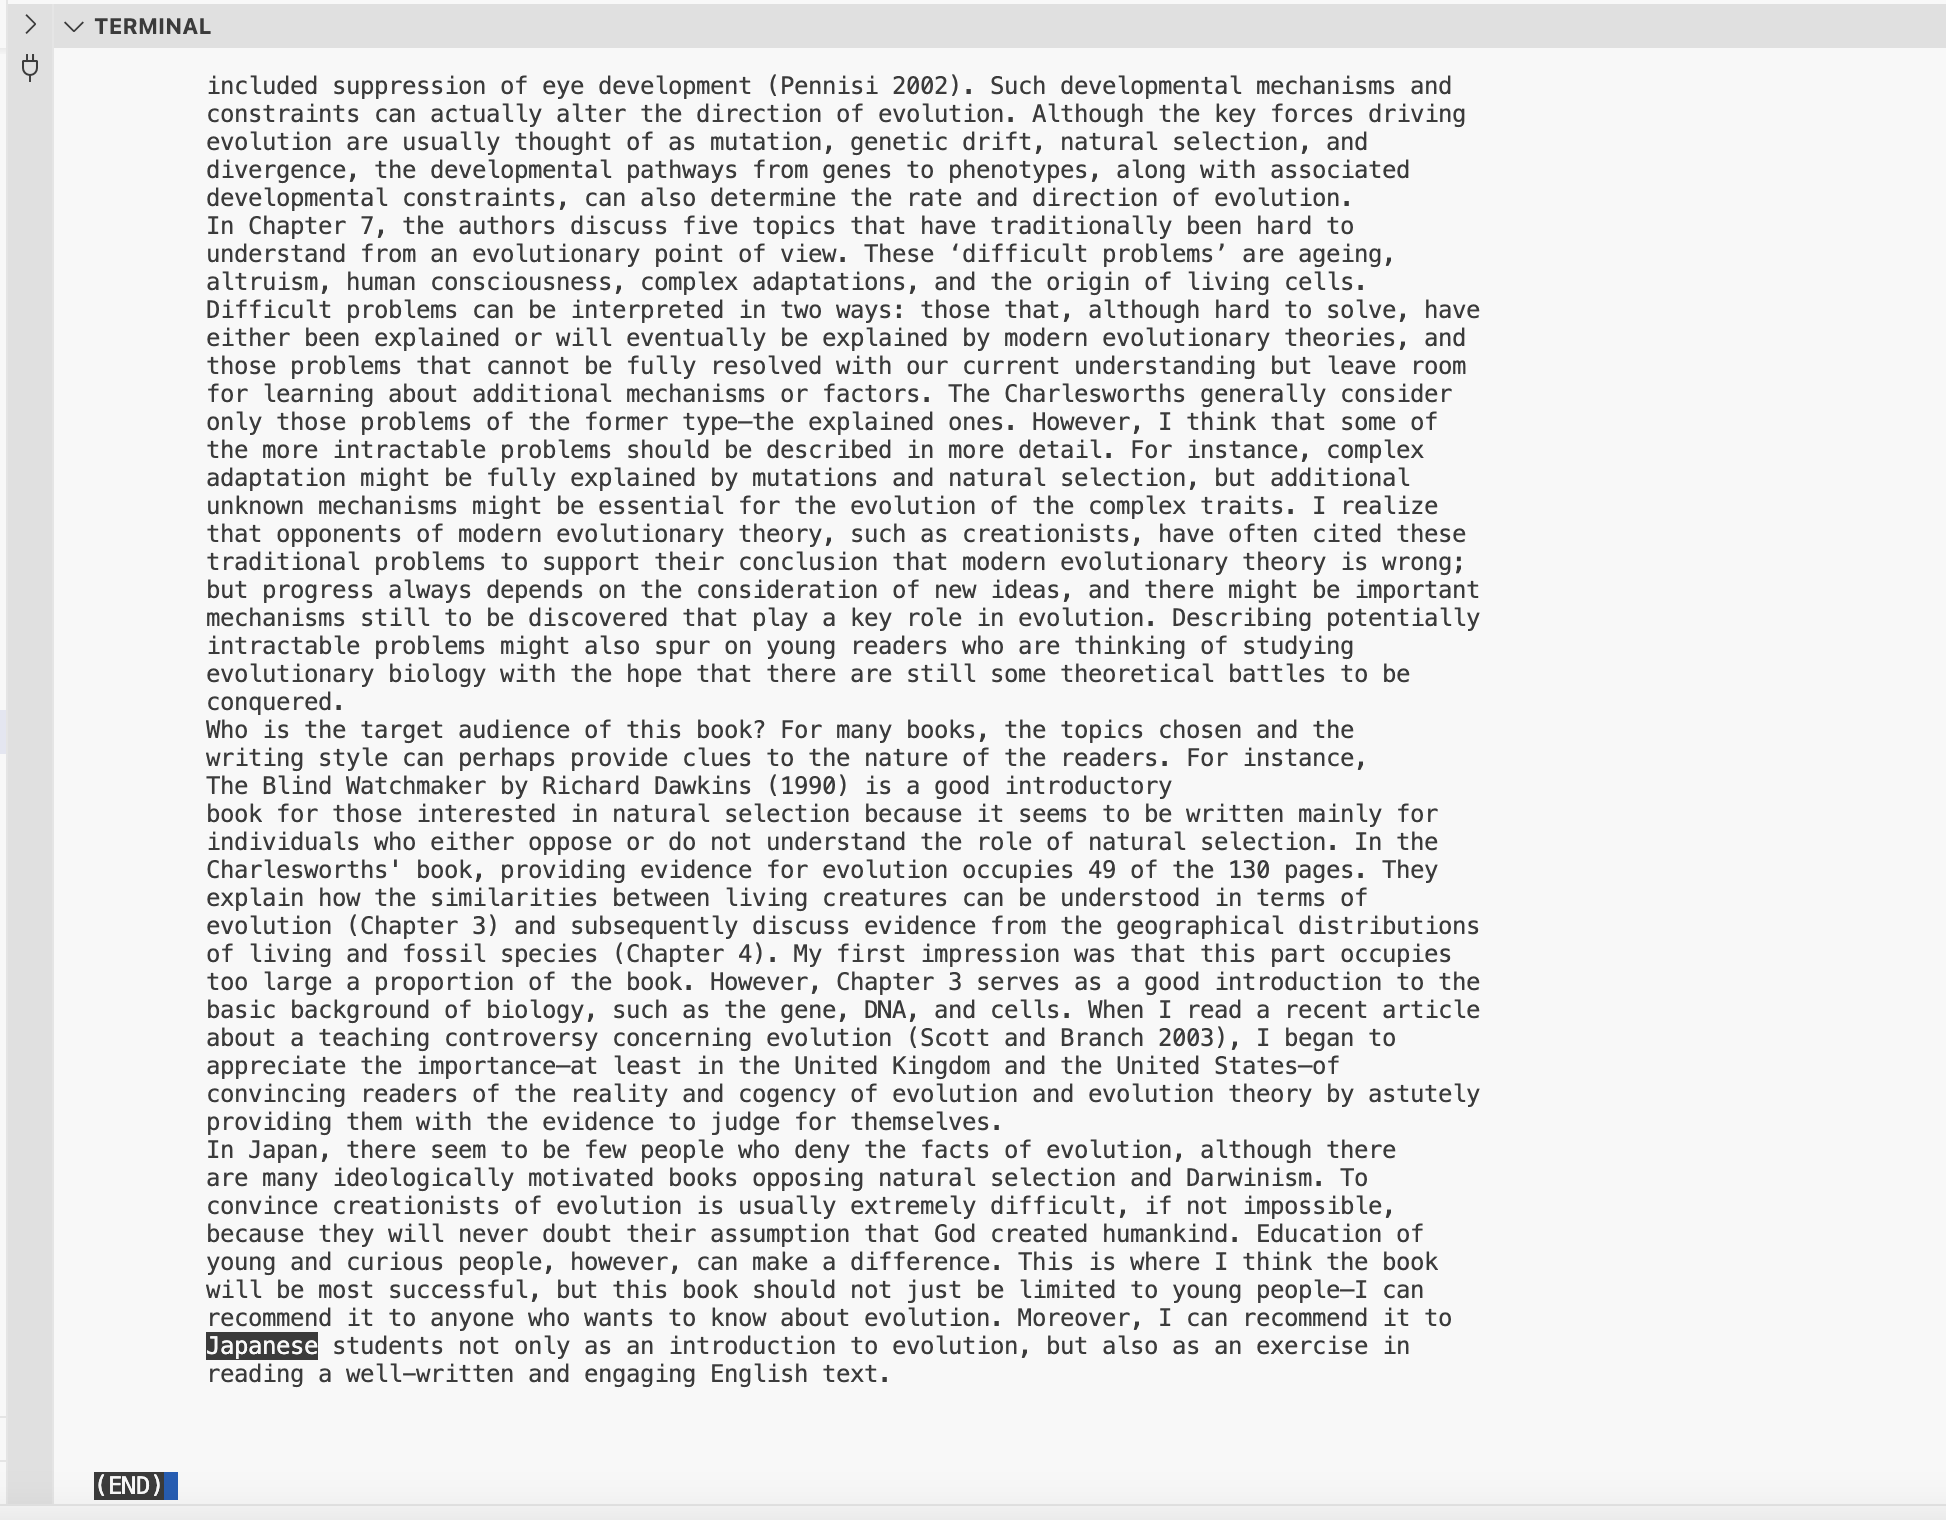 TERMINAL
included suppression of eye development (Pennisi 2002). Such developmental mechanisms and
constraints can actually alter the direction of evolution. Although the key forces driving
evolution are usually thought of as mutation, genetic drift, natural selection, and
divergence, the developmental pathways from genes to phenotypes, along with associated
developmental constraints, can also determine the rate and direction of evolution.
In Chapter 7, the authors discuss five topics that have traditionally been hard to
understand from an evolutionary point of view. These ‘difficult problems’ are ageing,
altruism, human consciousness, complex adaptations, and the origin of living cells.
Difficult problems can be interpreted in two ways: those that, although hard to solve, have
either been explained or will eventually be explained by modern evolutionary theories, and
those problems that cannot be fully resolved with our current understanding but leave room
for learning about additional mechanisms or factors. The Charlesworths generally consider
only those problems of the former type—the explained ones. However, I think that some of
the more intractable problems should be described in more detail. For instance, complex
adaptation might be fully explained by mutations and natural selection, but additional
unknown mechanisms might be essential for the evolution of the complex traits. I realize
that opponents of modern evolutionary theory, such as creationists, have often cited these
traditional problems to support their conclusion that modern evolutionary theory is wrong;
but progress always depends on the consideration of new ideas, and there might be important
mechanisms still to be discovered that play a key role in evolution. Describing potentially
intractable problems might also spur on young readers who are thinking of studying
evolutionary biology with the hope that there are still some theoretical battles to be
conquered.
Who is the target audience of this book? For many books, the topics chosen and the
writing style can perhaps provide clues to the nature of the readers. For instance,
The Blind Watchmaker by Richard Dawkins (1990) is a good introductory
book for those interested in natural selection because it seems to be written mainly for
individuals who either oppose or do not understand the role of natural selection. In the
Charlesworths' book, providing evidence for evolution occupies 49 of the 130 pages. They
explain how the similarities between living creatures can be understood in terms of
evolution (Chapter 3) and subsequently discuss evidence from the geographical distributions
of living and fossil species (Chapter 4). My first impression was that this part occupies
too large a proportion of the book. However, Chapter 3 serves as a good introduction to the
basic background of biology, such as the gene, DNA, and cells. When I read a recent article
about a teaching controversy concerning evolution (Scott and Branch 2003), I began to
appreciate the importance—at least in the United Kingdom and the United States—of
convincing readers of the reality and cogency of evolution and evolution theory by astutely
providing them with the evidence to judge for themselves.
In Japan, there seem to be few people who deny the facts of evolution, although there
are many ideologically motivated books opposing natural selection and Darwinism. To
convince creationists of evolution is usually extremely difficult, if not impossible,
because they will never doubt their assumption that God created humankind. Education of
young and curious people, however, can make a difference. This is where I think the book
will be most successful, but this book should not just be limited to young people—I can
recommend it to anyone who wants to know about evolution. Moreover, I can recommend it to
Japanese students not only as an introduction to evolution, but also as an exercise in
reading a well-written and engaging English text.
(END)